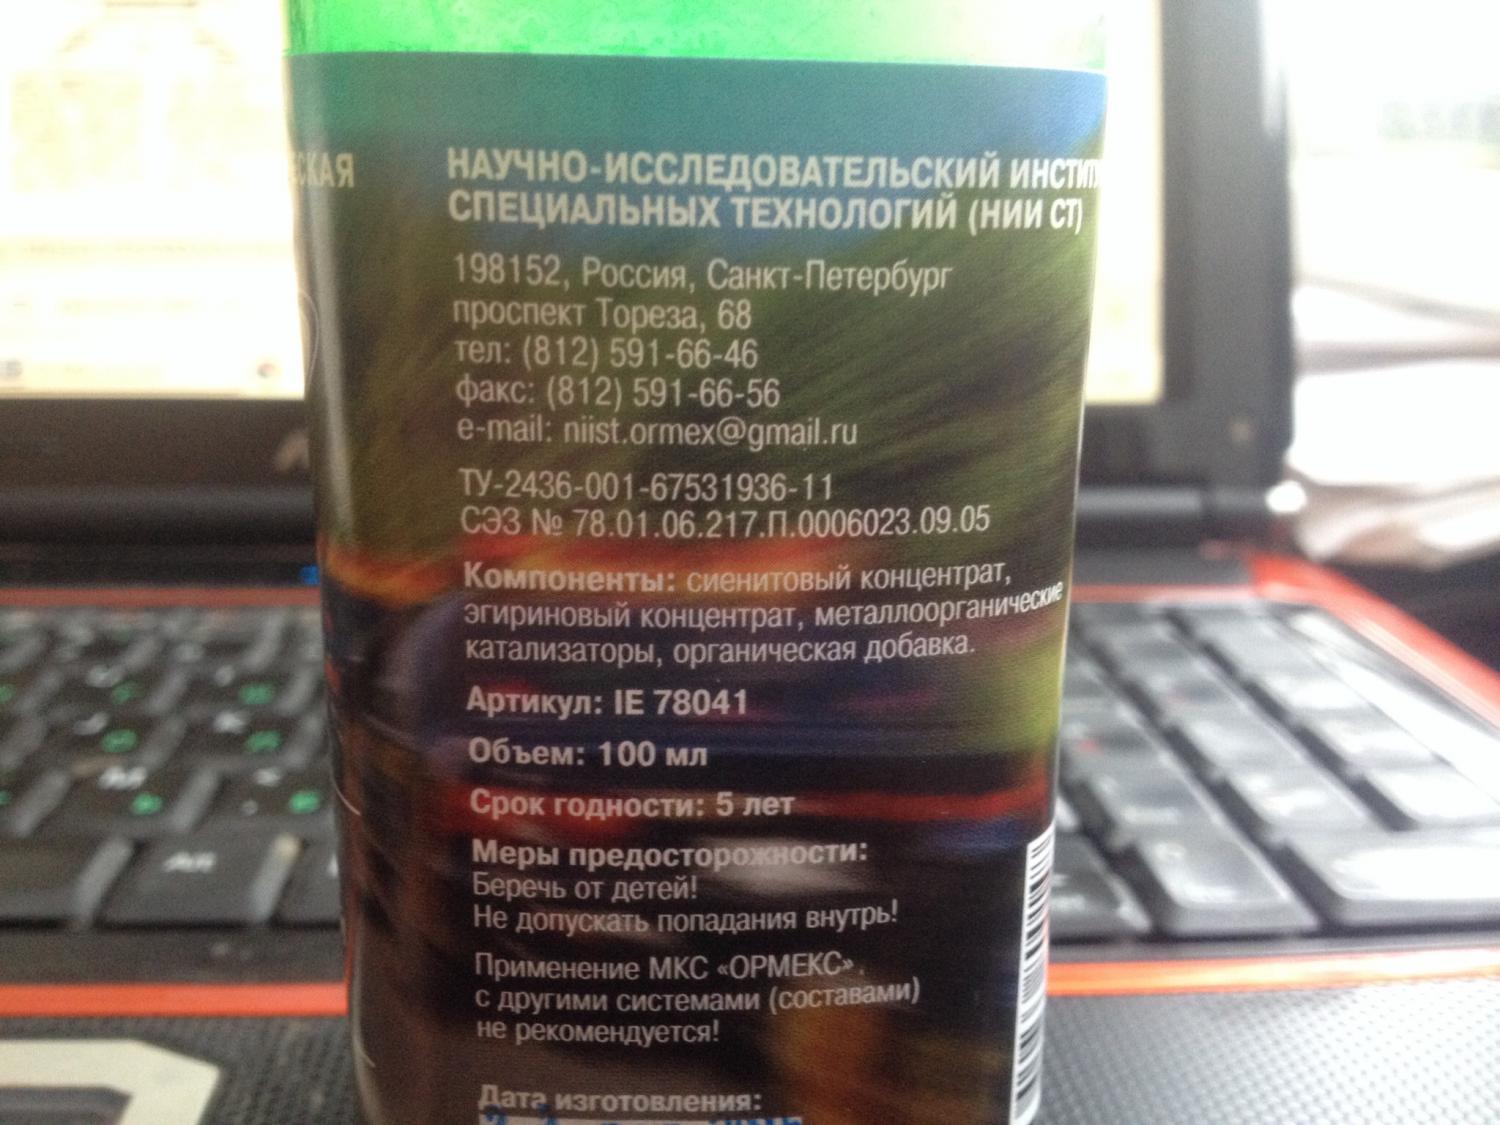 НАУЧНО-ИССЛЕДОВАТЕЛЬСКИЙ
СПЕЦИАЛЬНЫХ ТЕХНОЛОГИЙ (НИИ СТ)
198152, Россия, Санкт-Петербург
проспект Тореза, 68
тел: (812) 591-66-46
факс: (812) 591-66-56
e-mail: niist.ormex@gmail.ru
ТУ-2436-001-67531936-11
СЭЗ № 78.01.06.217.П.0006023.09.05
Компоненты: сиенитовый концентрат,
эгириновый концентрат, металлоорганические
катализаторы, органическая добавка.
Артикул: IE 78041
Объем: 100 мл
Срок годности: 5 лет
Меры предосторожности:
Беречь от детей!
Не допускать попадания внутрь!
Применение МКС «ОРМЕКС»
с другими системами (составами)
не рекомендуется!
Дата изготовления: